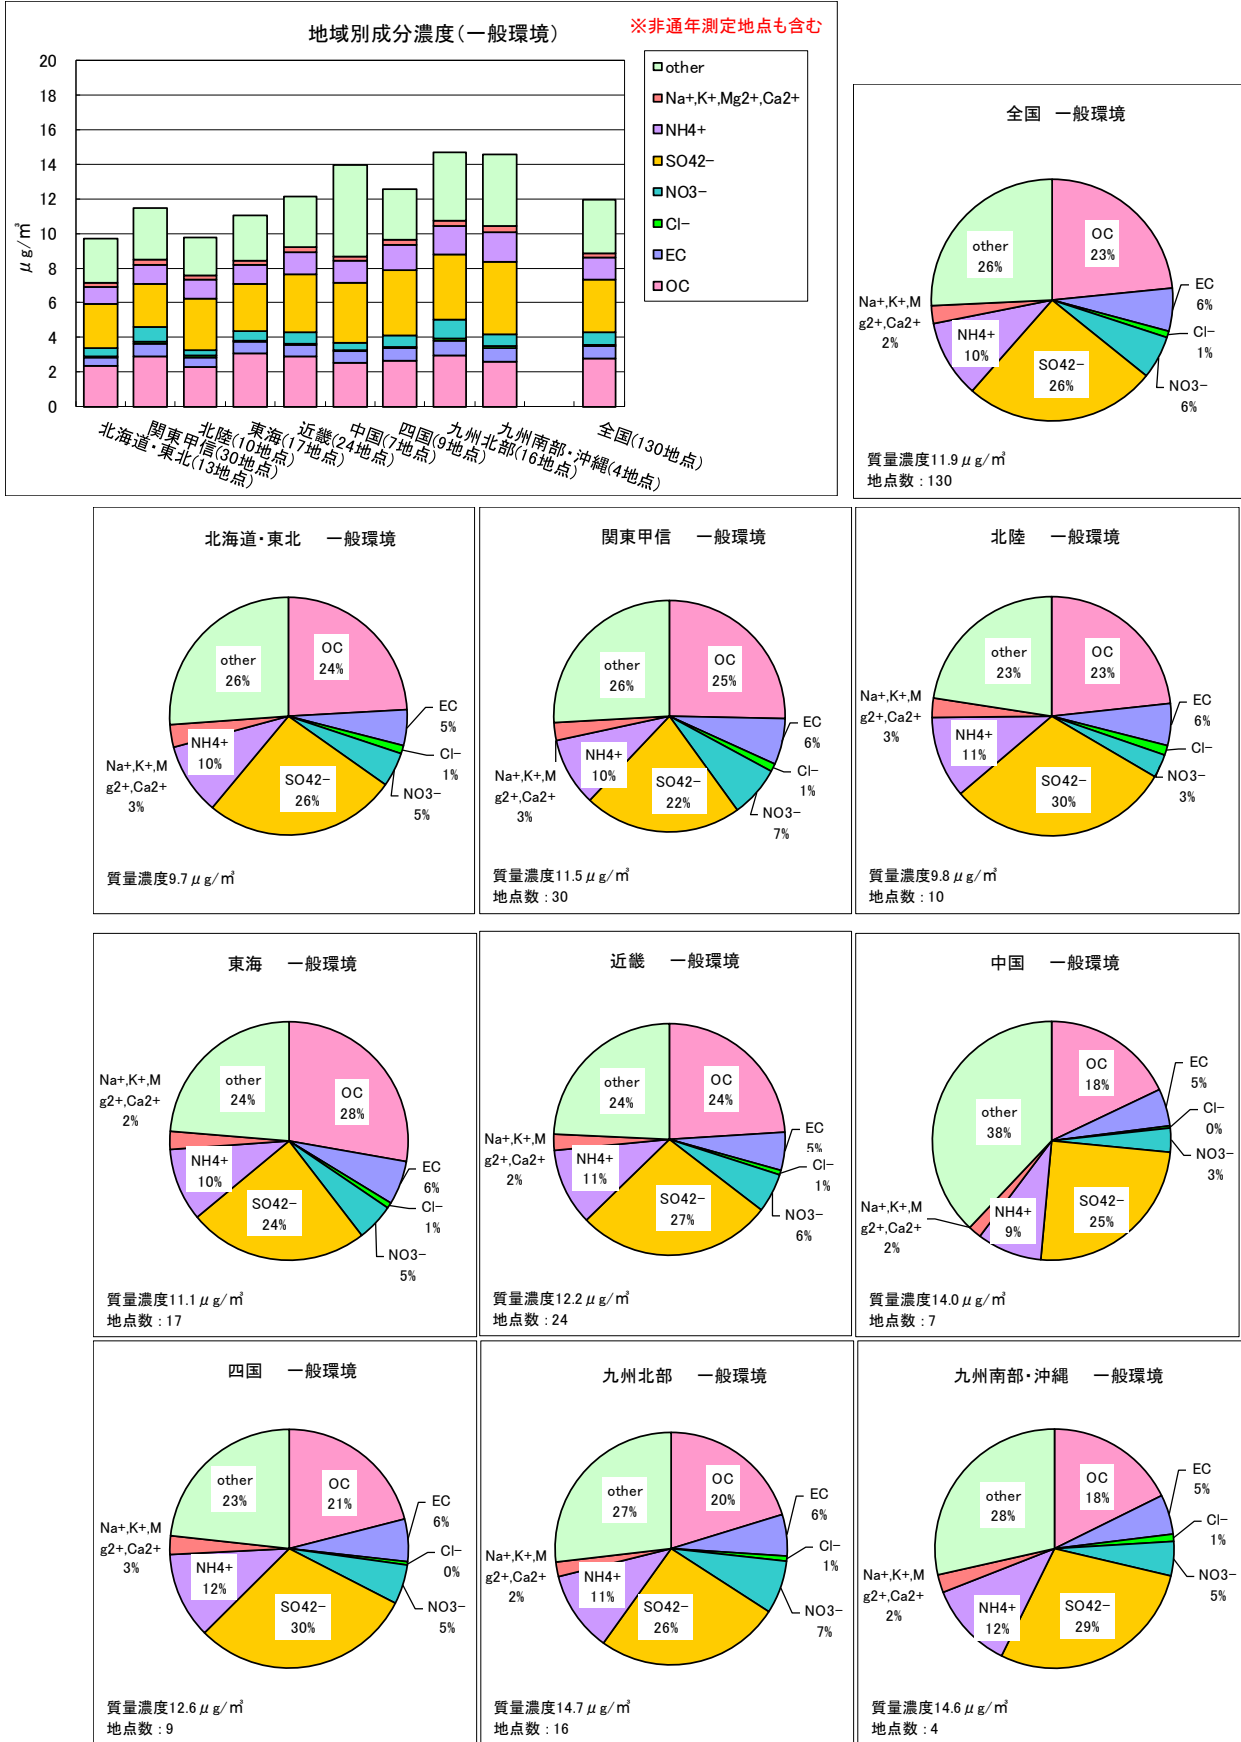 地域別成分濃度(一般環境)
※非通年測定地点も含む
μg/㎥
20
18
16
14
12
10
8
6
4
2
0
other
Na+,K+,Mg2+,Ca2+
NH4+
SO42-
NO3-
Cl-
EC
OC
北海道・東北(13地点)
関東甲信(30地点)
北陸(10地点)
東海(17地点)
近畿(24地点)
中国(7地点)
四国(9地点)
九州北部(16地点)
九州南部・沖縄(4地点)
全国(130地点)
全国 一般環境
OC
23%
EC
6%
Cl-
1%
NO3-
6%
SO42-
26%
NH4+
10%
Na+,K+,M
g2+,Ca2+
2%
other
26%
質量濃度11.9μg/㎥
地点数:130
北海道・東北 一般環境
OC
24%
EC
5%
Cl-
1%
NO3-
5%
SO42-
26%
NH4+
10%
Na+,K+,M
g2+,Ca2+
3%
other
26%
質量濃度9.7μg/㎥
関東甲信 一般環境
OC
25%
EC
6%
Cl-
1%
NO3-
7%
SO42-
22%
NH4+
10%
Na+,K+,M
g2+,Ca2+
3%
other
26%
質量濃度11.5μg/㎥
地点数:30
北陸 一般環境
OC
23%
EC
6%
Cl-
1%
NO3-
3%
SO42-
30%
NH4+
11%
Na+,K+,M
g2+,Ca2+
3%
other
23%
質量濃度9.8μg/㎥
地点数:10
東海 一般環境
OC
28%
EC
6%
Cl-
1%
NO3-
5%
SO42-
24%
NH4+
10%
Na+,K+,M
g2+,Ca2+
2%
other
24%
質量濃度11.1μg/㎥
地点数:17
近畿 一般環境
OC
24%
EC
5%
Cl-
1%
NO3-
6%
SO42-
27%
NH4+
11%
Na+,K+,M
g2+,Ca2+
2%
other
24%
質量濃度12.2μg/㎥
地点数:24
中国 一般環境
OC
18%
EC
5%
Cl-
0%
NO3-
3%
SO42-
25%
NH4+
9%
Na+,K+,M
g2+,Ca2+
2%
other
38%
質量濃度14.0μg/㎥
地点数:7
四国 一般環境
OC
21%
EC
6%
Cl-
0%
NO3-
5%
SO42-
30%
NH4+
12%
Na+,K+,M
g2+,Ca2+
3%
other
23%
質量濃度12.6μg/㎥
地点数:9
九州北部 一般環境
OC
20%
EC
6%
Cl-
1%
NO3-
7%
SO42-
26%
NH4+
11%
Na+,K+,M
g2+,Ca2+
2%
other
27%
質量濃度14.7μg/㎥
地点数:16
九州南部・沖縄 一般環境
OC
18%
EC
5%
Cl-
1%
NO3-
5%
SO42-
29%
NH4+
12%
Na+,K+,M
g2+,Ca2+
2%
other
28%
質量濃度14.6μg/㎥
地点数:4